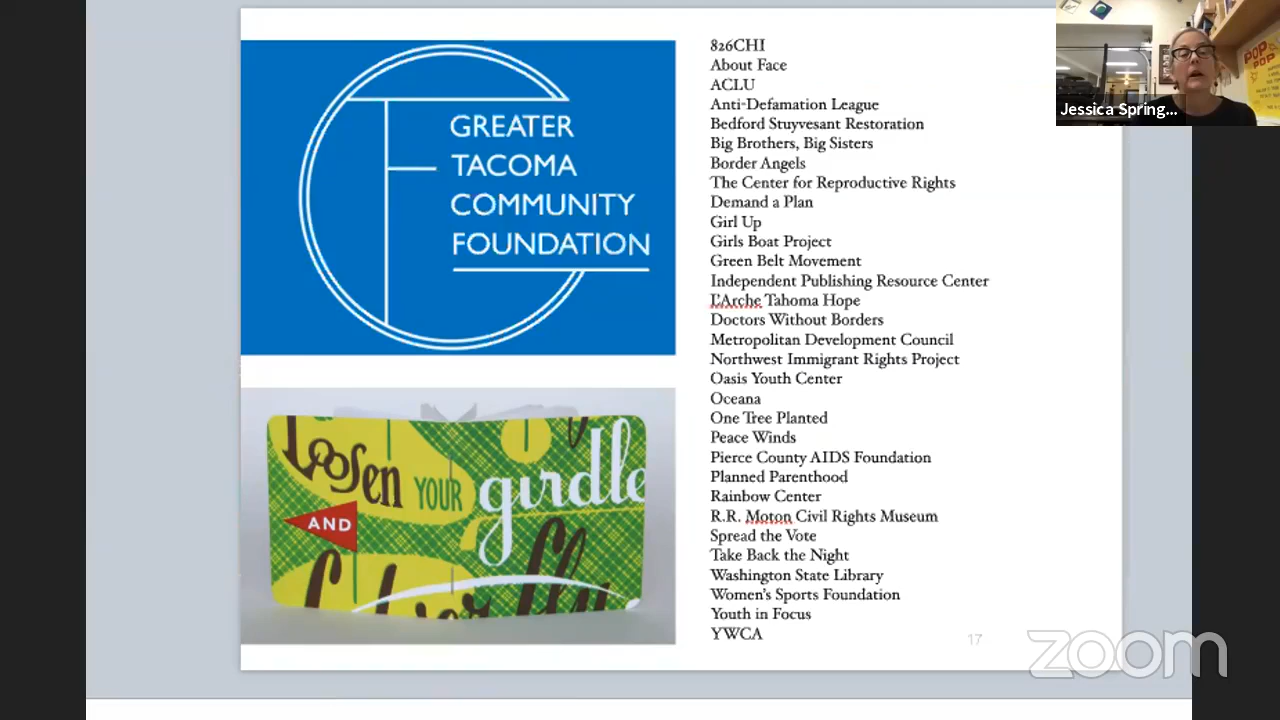 GREATER
TACOMA
COMMUNITY
FOUNDATION
Loosen YOUR girdle
AND
826CHI
About Face
ACLU
Anti-Defamation League
Bedford Stuyvesant Restoration
Big Brothers, Big Sisters
Border Angels
The Center for Reproductive Rights
Demand a Plan
Girl Up
Girls Boat Project
Green Belt Movement
Independent Publishing Resource Center
L'Arche Tahoma Hope
Doctors Without Borders
Metropolitan Development Council
Northwest Immigrant Rights Project
Oasis Youth Center
Oceana
One Tree Planted
Peace Winds
Pierce County AIDS Foundation
Planned Parenthood
Rainbow Center
R.R. Moton Civil Rights Museum
Spread the Vote
Take Back the Night
Washington State Library
Women's Sports Foundation
Youth in Focus
YWCA
17
POP
POP
Jessica Spring...
zoom